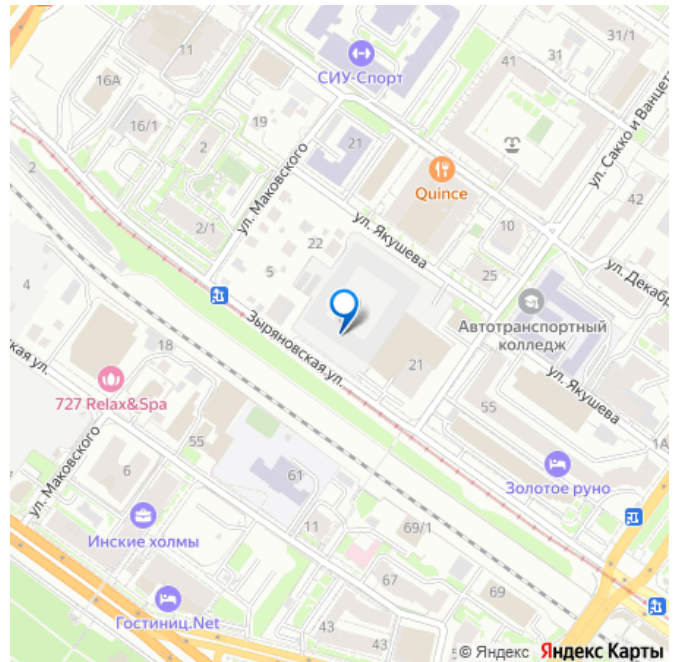 31/1
11
41
31
СИУ-Спорт
16А
16/1
19
2
21
ул. Сакко и Ванцетти
2
ул. Маковского
Quince
42
2/1
10
22
ул. Якушева
5
25
ул. Декабр
4
Зыряновская ул.
Автотранспортный
колледж
18
21
ская ул.
727 Relax&Spa
ул. Якушева
55
55
1А
ул. Маковского
6
61
Золотое руно
Инские холмы
11
69/1
67
69
Гостиниц.Net
43
43
© Яндекс Яндекс Карты